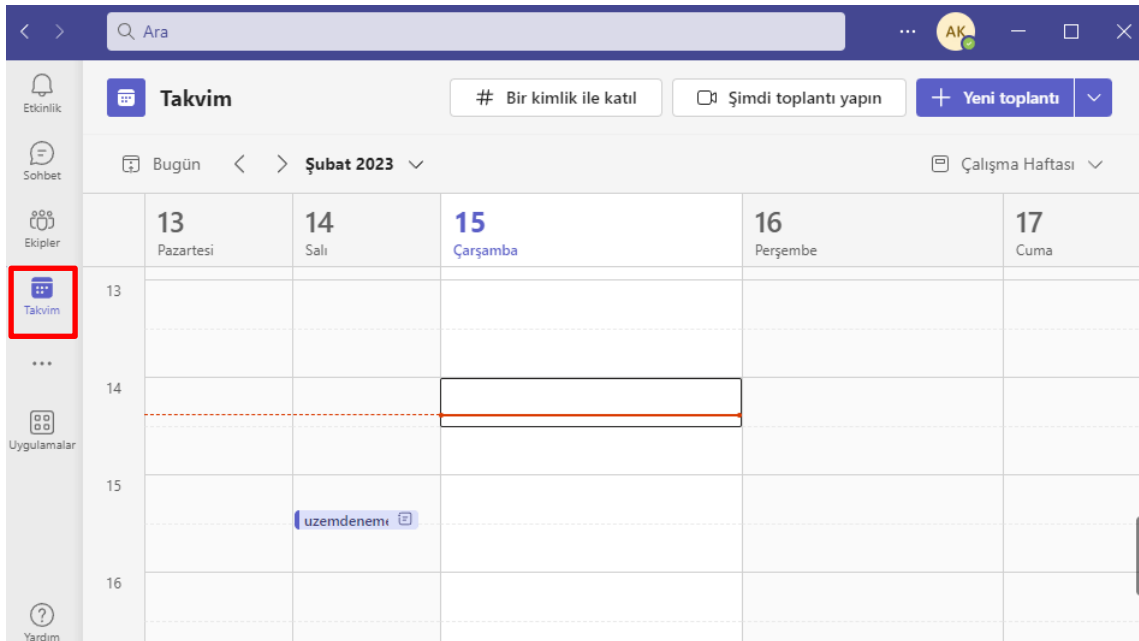 Ara
AK
Etkinlik
Takvim
# Bir kimlik ile katıl
Şimdi toplantı yapın
+ Yeni toplantı
Sohbet
Bugün
Şubat 2023
Çalışma Haftası
Ekipler
13
Pazartesi
14
Salı
15
Çarşamba
16
Perşembe
17
Cuma
Takvim
13
14
Uygulamalar
15
uzemdeneme
16
Yardım